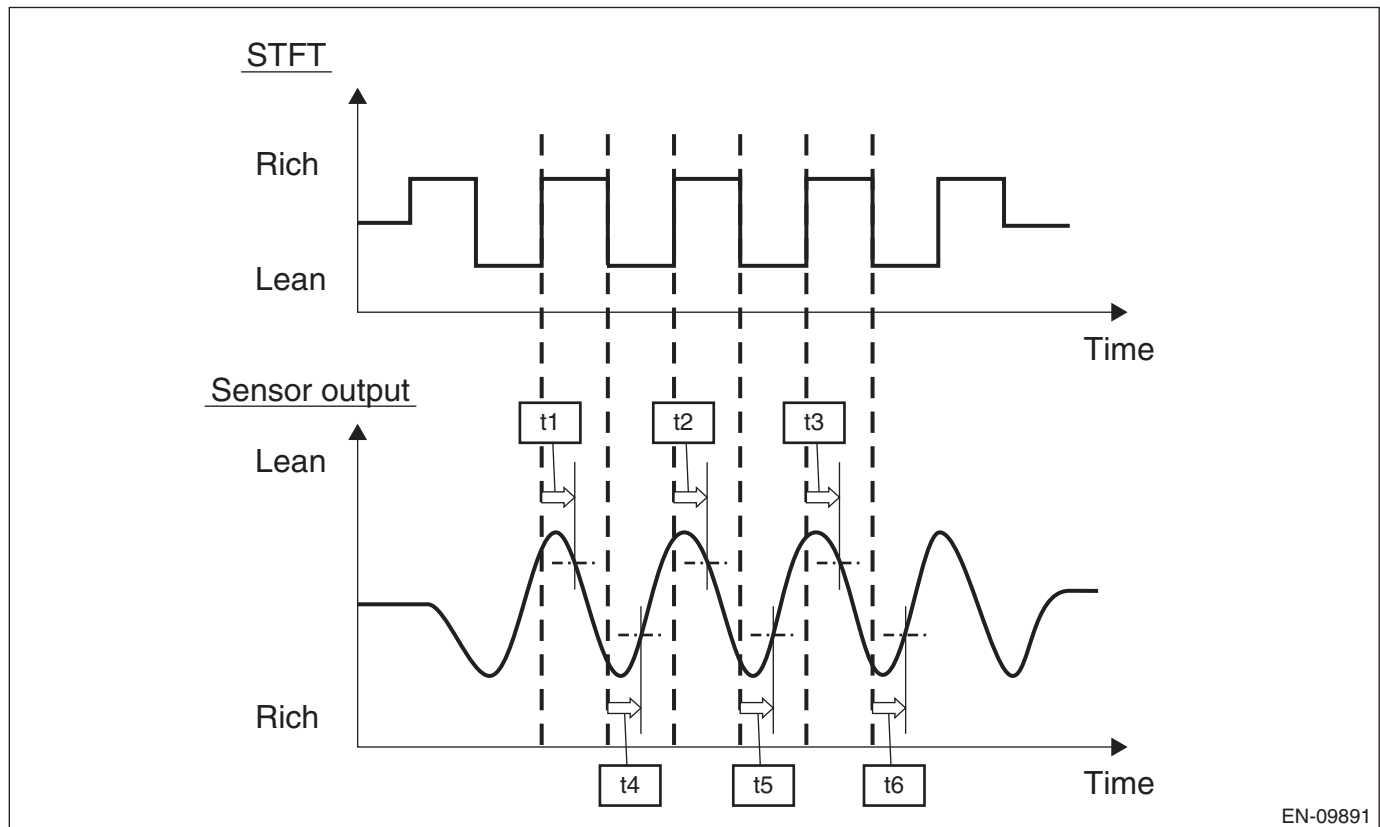 STFT
Rich
Lean
Time
Sensor output
t1
t2
t3
Lean
Rich
t4
t5
t6
Time
EN-09891